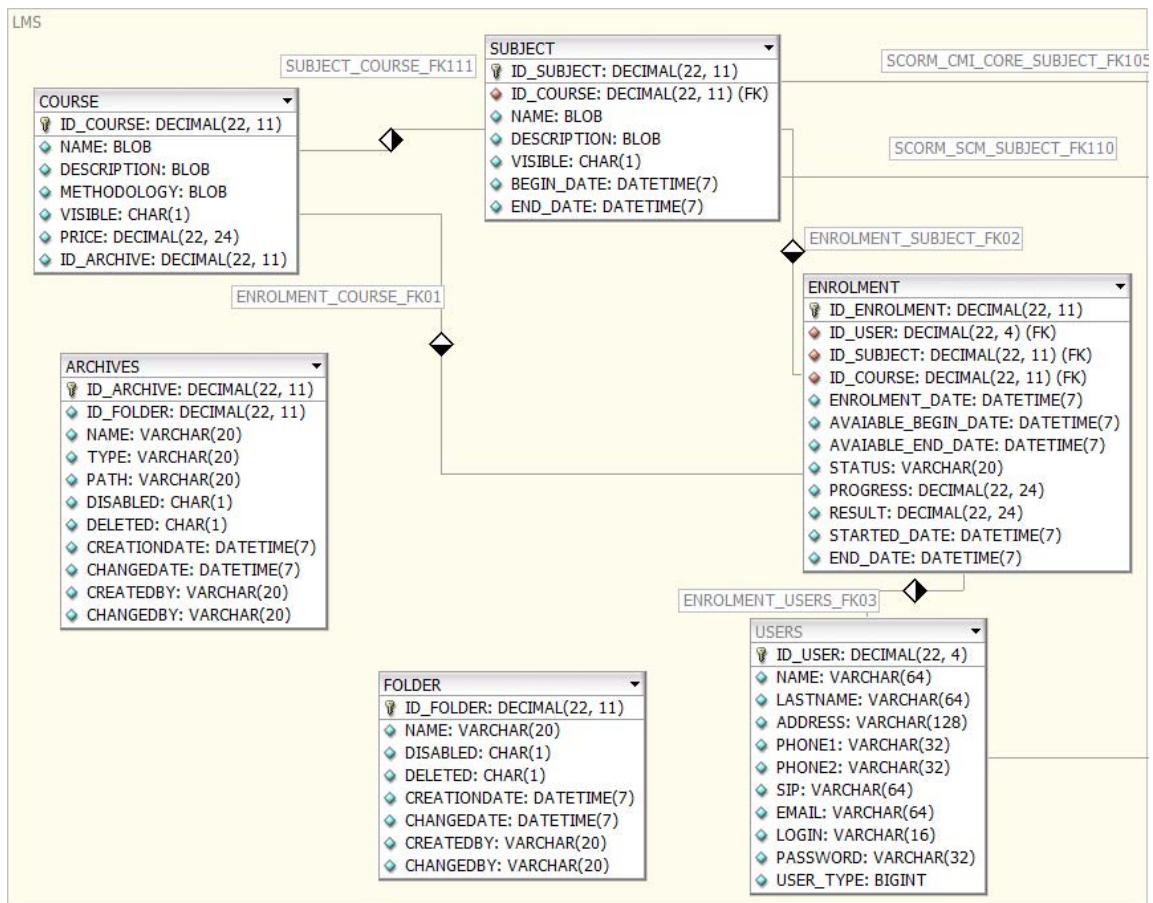 LMS
SUBJECT_COURSE_FK111
SUBJECT
ID_SUBJECT: DECIMAL(22, 11)
ID_COURSE: DECIMAL(22, 11) (FK)
NAME: BLOB
DESCRIPTION: BLOB
VISIBLE: CHAR(1)
BEGIN_DATE: DATETIME(7)
END_DATE: DATETIME(7)
SCORM_CMI_CORE_SUBJECT_FK105
SCORM_SCM_SUBJECT_FK110
COURSE
ID_COURSE: DECIMAL(22, 11)
NAME: BLOB
DESCRIPTION: BLOB
METHODOLOGY: BLOB
VISIBLE: CHAR(1)
PRICE: DECIMAL(22, 24)
ID_ARCHIVE: DECIMAL(22, 11)
ENROLMENT_SUBJECT_FK02
ENROLMENT_COURSE_FK01
ENROLMENT
ID_ENROLMENT: DECIMAL(22, 11)
ID_USER: DECIMAL(22, 4) (FK)
ID_SUBJECT: DECIMAL(22, 11) (FK)
ID_COURSE: DECIMAL(22, 11) (FK)
ENROLMENT_DATE: DATETIME(7)
AVAIABLE_BEGIN_DATE: DATETIME(7)
AVAIABLE_END_DATE: DATETIME(7)
STATUS: VARCHAR(20)
PROGRESS: DECIMAL(22, 24)
RESULT: DECIMAL(22, 24)
STARTED_DATE: DATETIME(7)
END_DATE: DATETIME(7)
ARCHIVES
ID_ARCHIVE: DECIMAL(22, 11)
ID_FOLDER: DECIMAL(22, 11)
NAME: VARCHAR(20)
TYPE: VARCHAR(20)
PATH: VARCHAR(20)
DISABLED: CHAR(1)
DELETED: CHAR(1)
CREATIONDATE: DATETIME(7)
CHANGEDATE: DATETIME(7)
CREATEDBY: VARCHAR(20)
CHANGEDBY: VARCHAR(20)
ENROLMENT_USERS_FK03
USERS
ID_USER: DECIMAL(22, 4)
NAME: VARCHAR(64)
LASTNAME: VARCHAR(64)
ADDRESS: VARCHAR(128)
PHONE1: VARCHAR(32)
PHONE2: VARCHAR(32)
SIP: VARCHAR(64)
EMAIL: VARCHAR(64)
LOGIN: VARCHAR(16)
PASSWORD: VARCHAR(32)
USER_TYPE: BIGINT
FOLDER
ID_FOLDER: DECIMAL(22, 11)
NAME: VARCHAR(20)
DISABLED: CHAR(1)
DELETED: CHAR(1)
CREATIONDATE: DATETIME(7)
CHANGEDATE: DATETIME(7)
CREATEDBY: VARCHAR(20)
CHANGEDBY: VARCHAR(20)